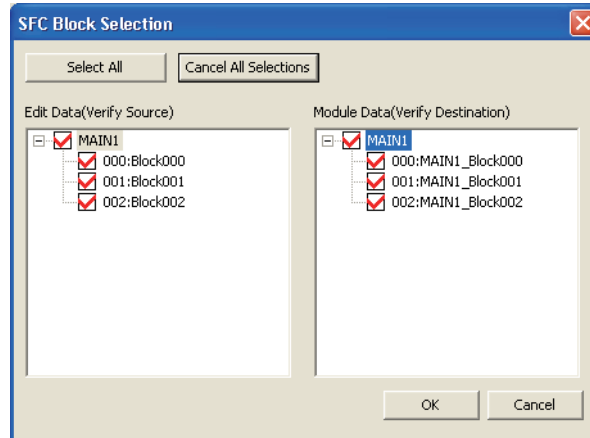 SFC Block Selection
Select All
Cancel All Selections
Edit Data(Verify Source)
MAIN1
000:Block000
001:Block001
002:Block002
Module Data(Verify Destination)
MAIN1
000:MAIN1_Block000
001:MAIN1_Block001
002:MAIN1_Block002
OK
Cancel